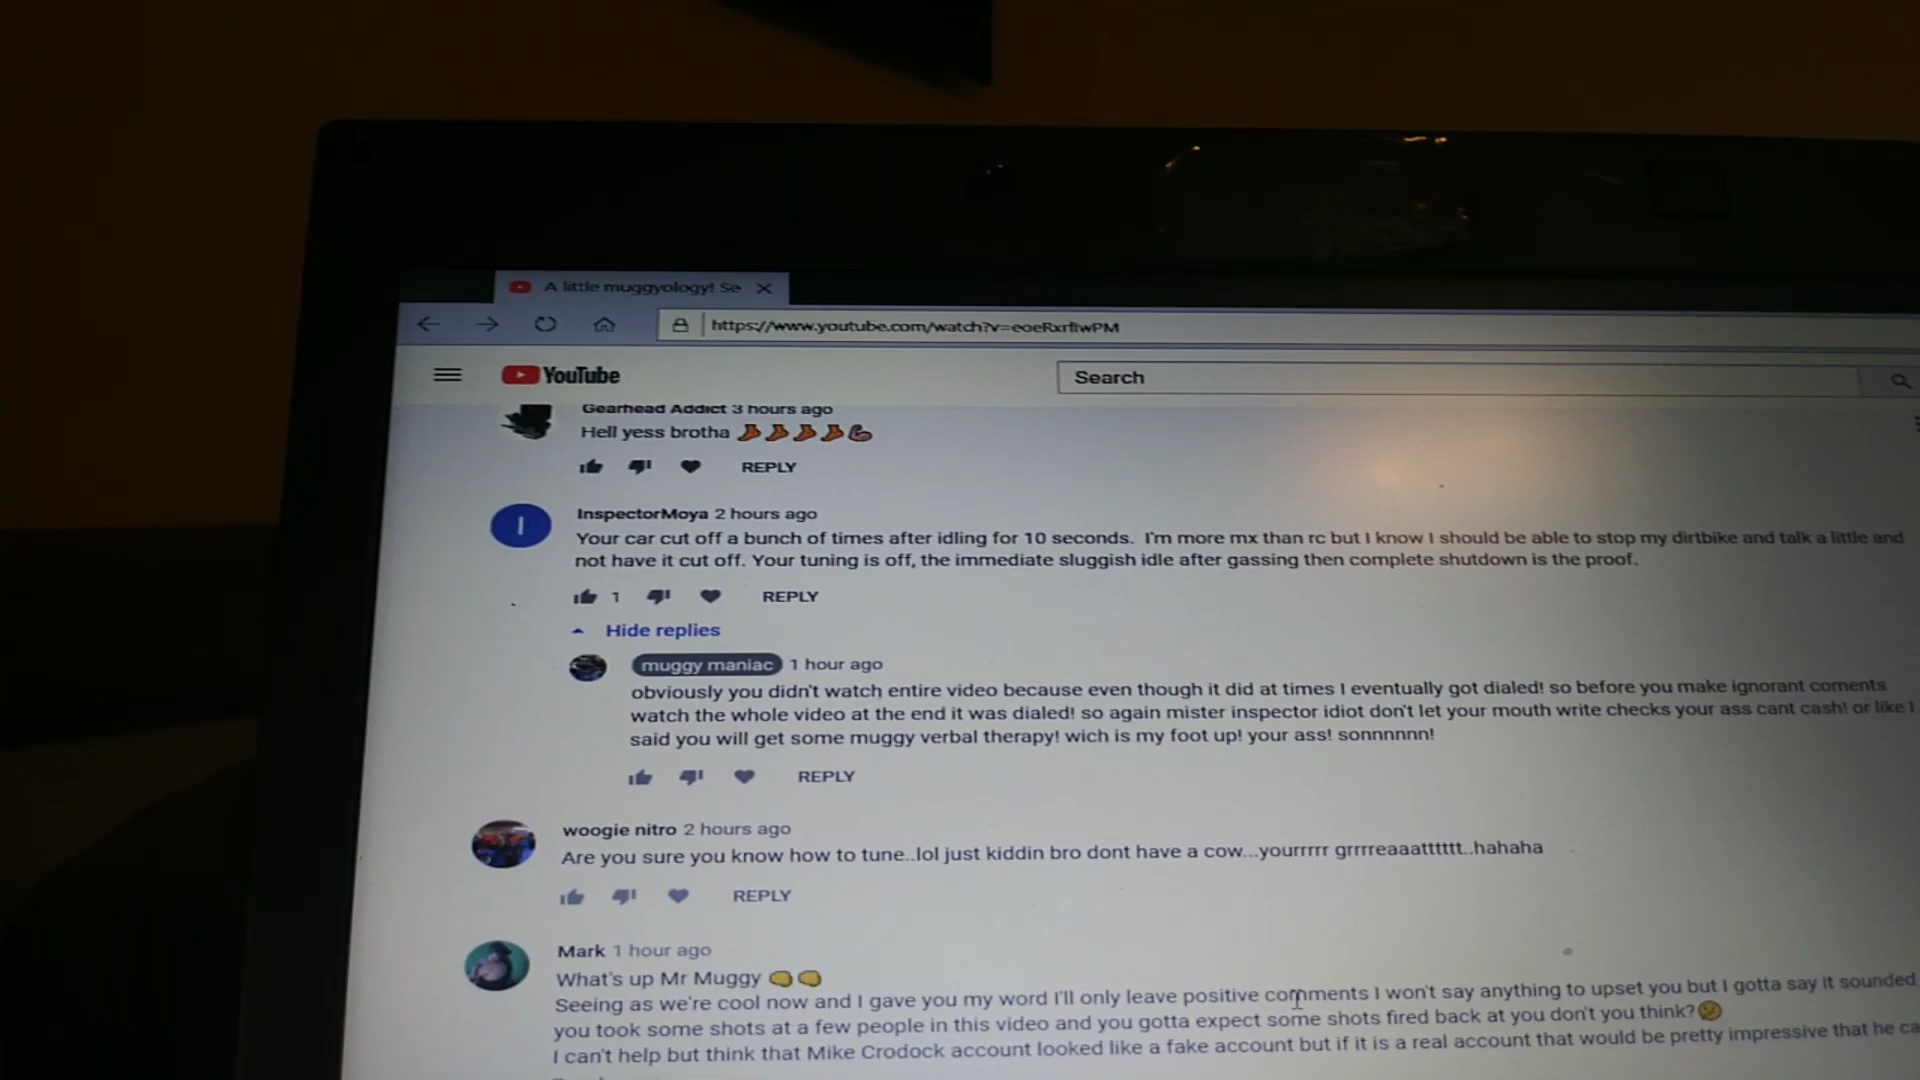 A little muggyology! Se
https://www.youtube.com/watch?v=eoeRxrfIwPM
YouTube
Search
Gearhead Addict 3 hours ago
Hell yess brotha
REPLY
InspectorMoya 2 hours ago
Your car cut off a bunch of times after idling for 10 seconds. I'm more mx than rc but I know I should be able to stop my dirtbike and talk a little and
not have it cut off. Your tuning is off, the immediate sluggish idle after gassing then complete shutdown is the proof.
1 REPLY
Hide replies
muggy maniac 1 hour ago
obviously you didn't watch entire video because even though it did at times I eventually got dialed! so before you make ignorant coments
watch the whole video at the end it was dialed! so again mister inspector idiot don't let your mouth write checks your ass cant cash! or like I
said you will get some muggy verbal therapy! wich is my foot up! your ass! sonnnnnn!
REPLY
woogie nitro 2 hours ago
Are you sure you know how to tune..lol just kiddin bro dont have a cow...yourrrrr grrrreaaatttttt..hahaha
REPLY
Mark 1 hour ago
What's up Mr Muggy
Seeing as we're cool now and I gave you my word I'll only leave positive comments I won't say anything to upset you but I gotta say it sounded
you took some shots at a few people in this video and you gotta expect some shots fired back at you don't you think?
I can't help but think that Mike Crodock account looked like a fake account but if it is a real account that would be pretty impressive that he ca